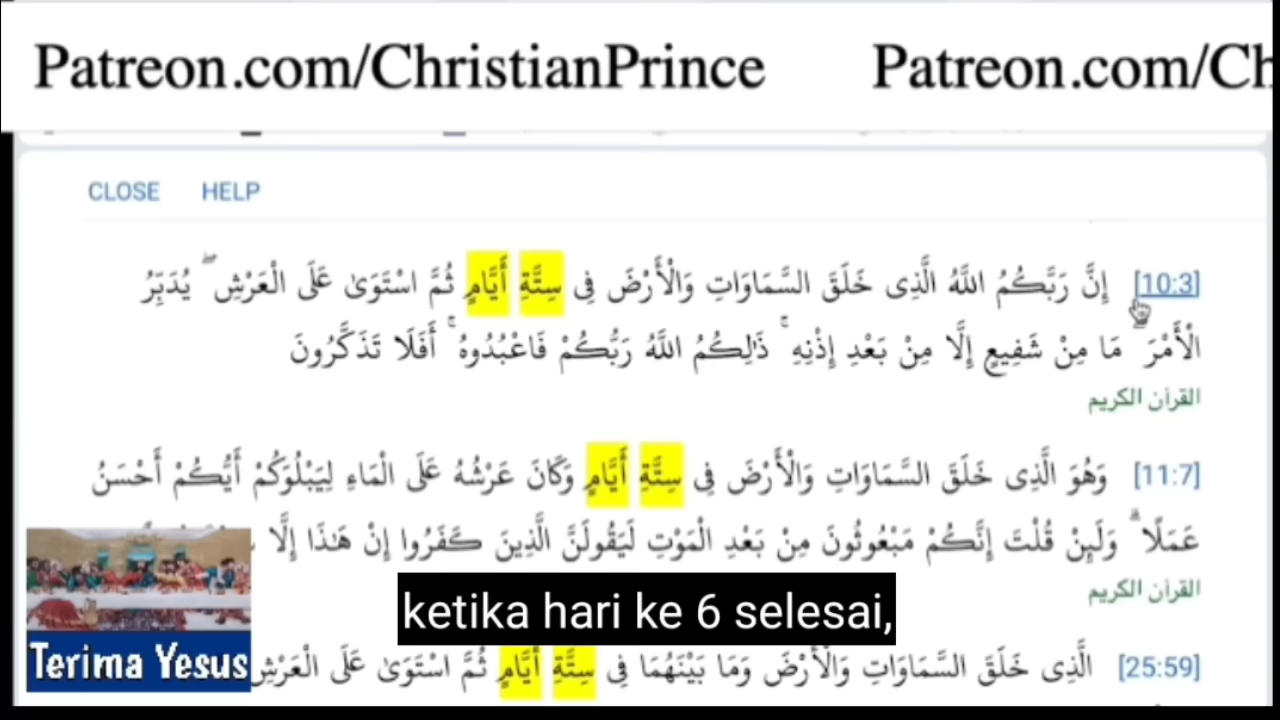 Patreon.com/ChristianPrince Patreon.com/Ch
CLOSE HELP
[10:3] إِنَّ رَبَّكُمُ اللَّهُ الَّذِى خَلَقَ السَّمَاوَاتِ وَالْأَرْضَ فِى سِتَّةِ أَيَّامٍ ثُمَّ اسْتَوَىٰ عَلَى الْعَرْشِ ۖ يُدَبِّرُ
الْأَمْرَ ۖ مَا مِنْ شَفِيعٍ إِلَّا مِنْ بَعْدِ إِذْنِهِ ۚ ذَٰلِكُمُ اللَّهُ رَبُّكُمْ فَاعْبُدُوهُ ۚ أَفَلَا تَذَكَّرُونَ
القرآن الكريم
[11:7] وَهُوَ الَّذِى خَلَقَ السَّمَاوَاتِ وَالْأَرْضَ فِى سِتَّةِ أَيَّامٍ وَكَانَ عَرْشُهُ عَلَى الْمَاءِ لِيَبْلُوَكُمْ أَيُّكُمْ أَحْسَنُ
عَمَلًا ۗ وَلَئِنْ قُلْتَ إِنَّكُمْ مَبْعُوثُونَ مِنْ بَعْدِ الْمَوْتِ لَيَقُولَنَّ الَّذِينَ كَفَرُوا إِنْ هَٰذَا إِلَّا
القرآن الكريم
ketika hari ke 6 selesai,
Terima Yesus
[25:59] الَّذِى خَلَقَ السَّمَاوَاتِ وَالْأَرْضَ وَمَا بَيْنَهُمَا فِى سِتَّةِ أَيَّامٍ ثُمَّ اسْتَوَىٰ عَلَى الْعَرْشِ